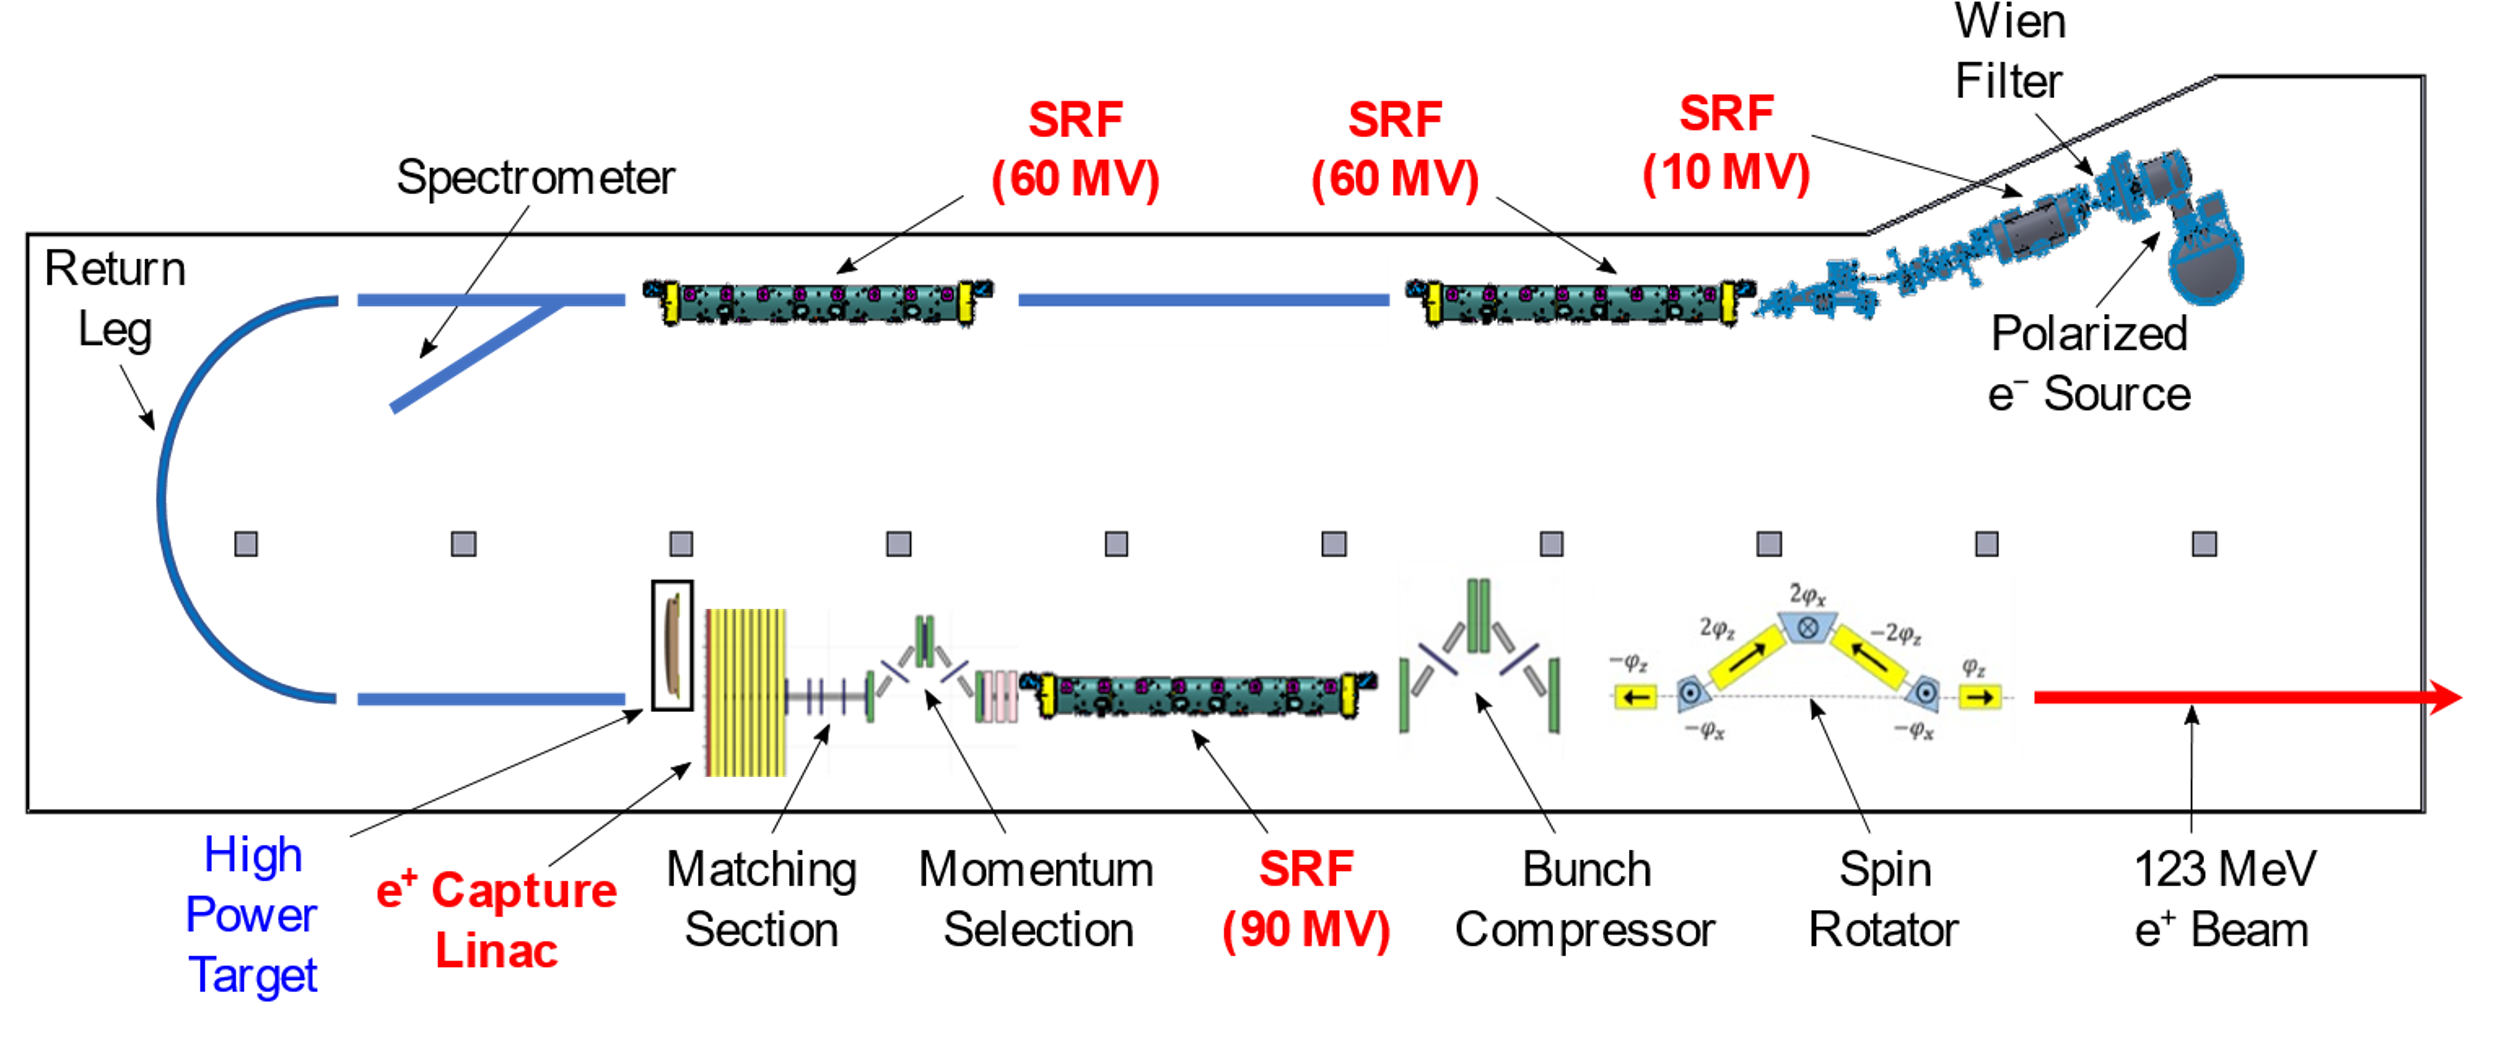 Wien
Filter
SRF
(60 MV)
SRF
(60 MV)
SRF
(10 MV)
Spectrometer
Return
Leg
Polarized
e⁻ Source
2φx
2φz
−2φz
−φz
φz
−φx
−φx
High
Power
Target
e⁺ Capture
Linac
Matching
Section
Momentum
Selection
SRF
(90 MV)
Bunch
Compressor
Spin
Rotator
123 MeV
e⁺ Beam